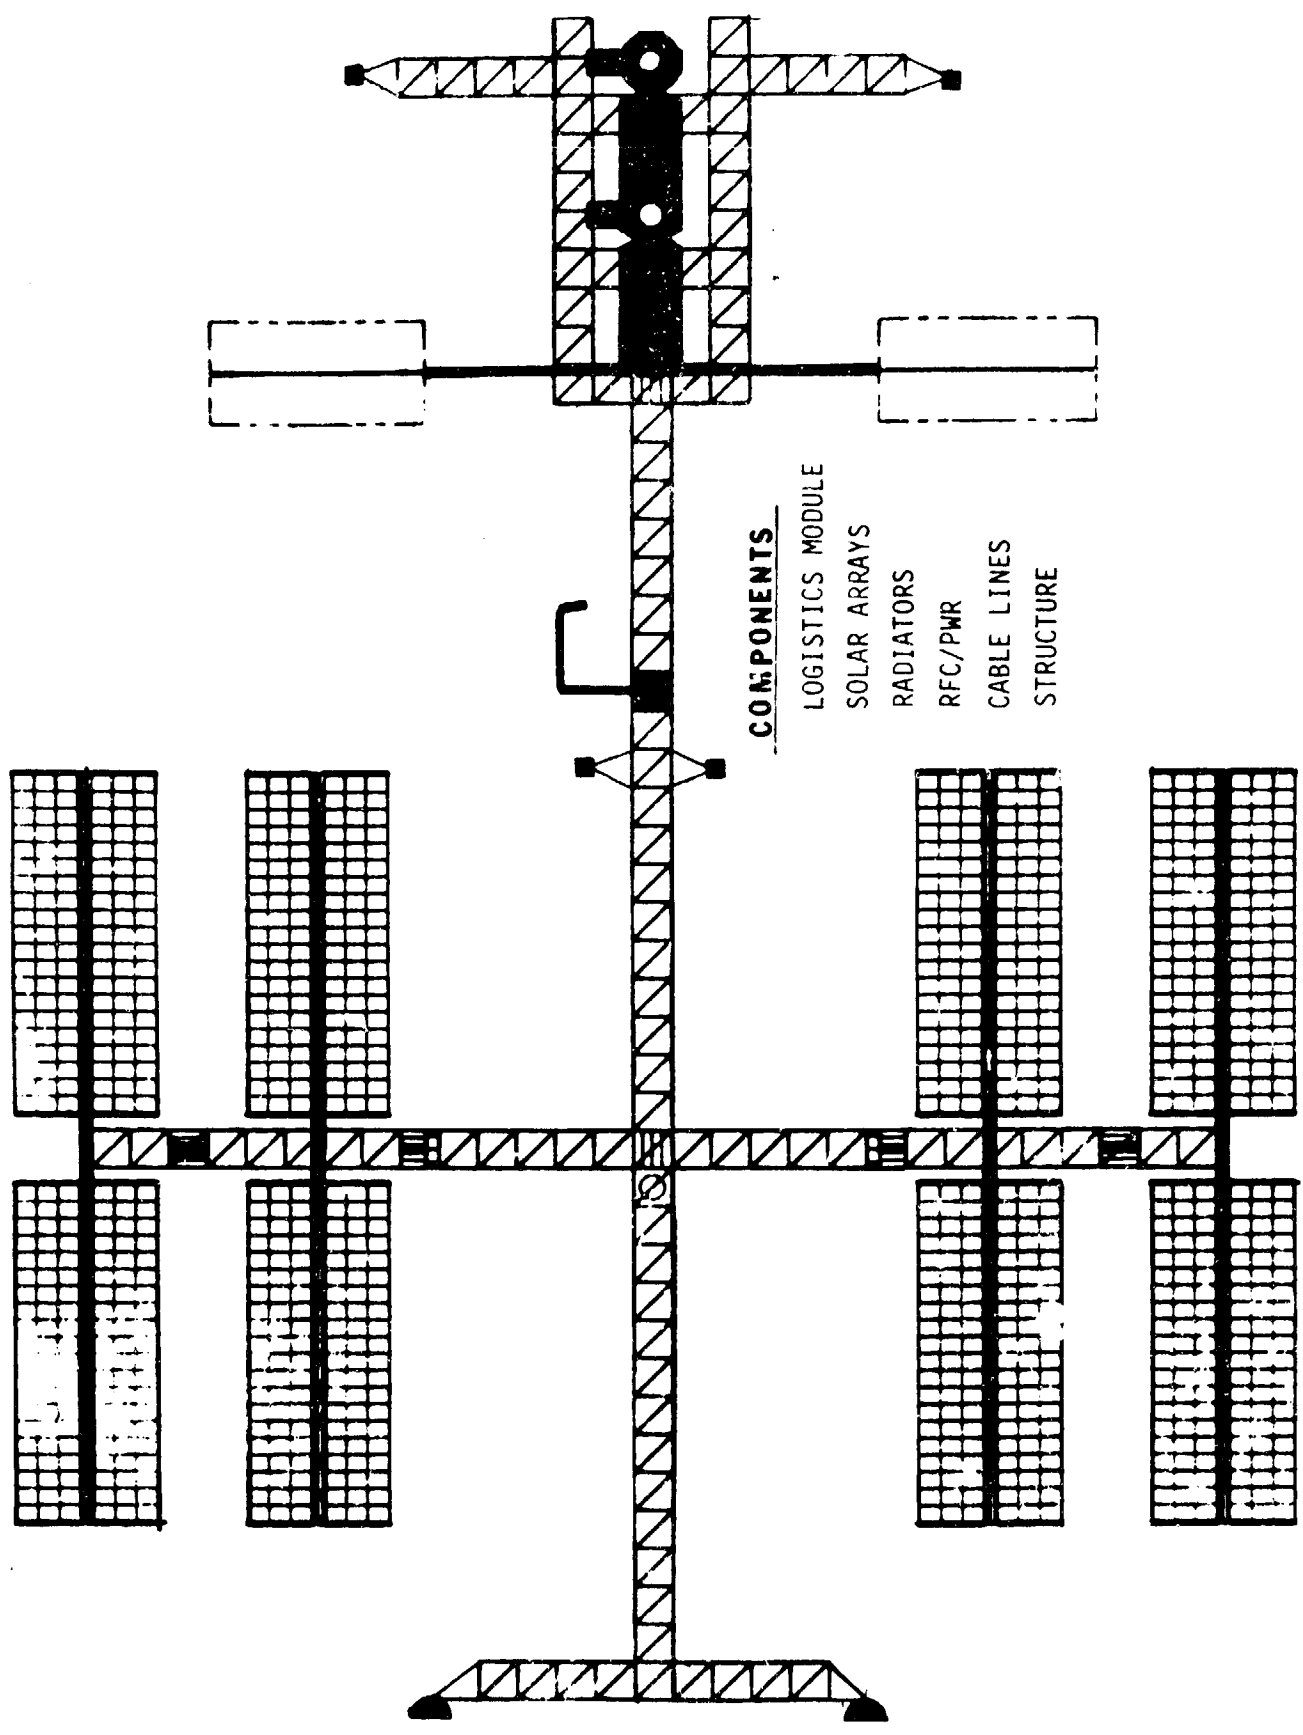 COMPONENTS
LOGISTICS MODULE
SOLAR ARRAYS
RADIATORS
RFC/PWR
CABLE LINES
STRUCTURE